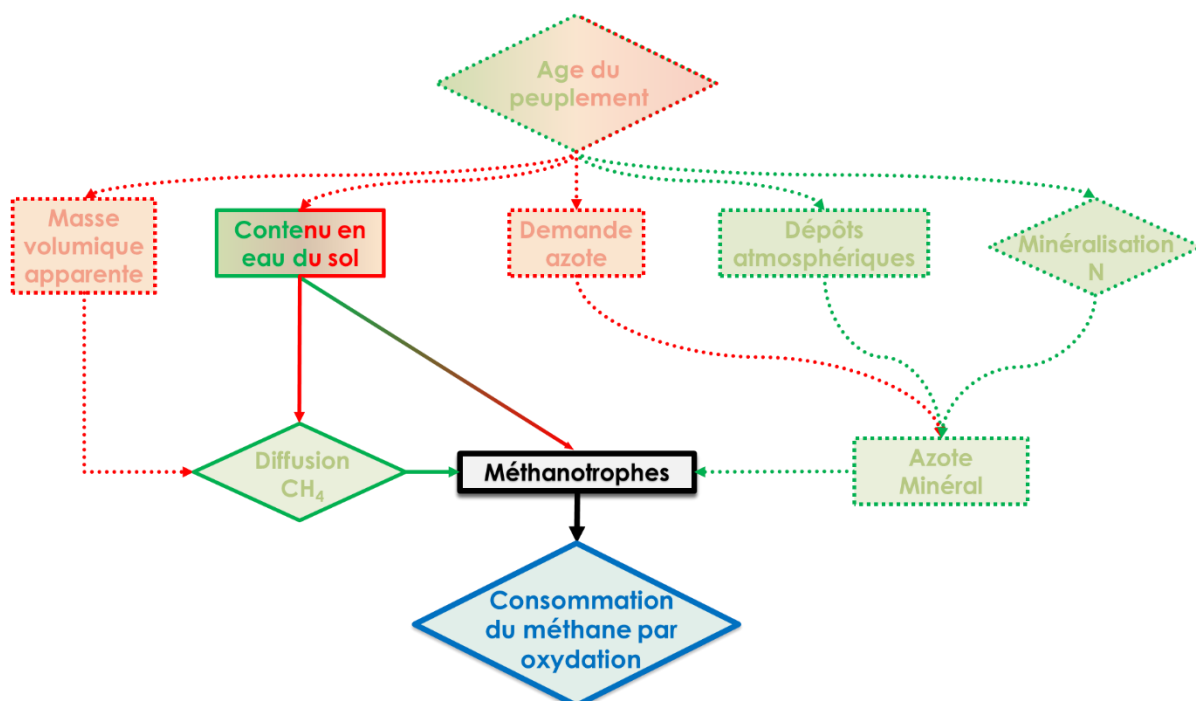 Age du
peuplement
Masse
volumique
apparente
Contenu en
eau du sol
Demande
azote
Dépôts
atmosphériques
Minéralisation
N
Diffusion
CH₄
Méthanotrophes
Azote
Minéral
Consommation
du méthane par
oxydation